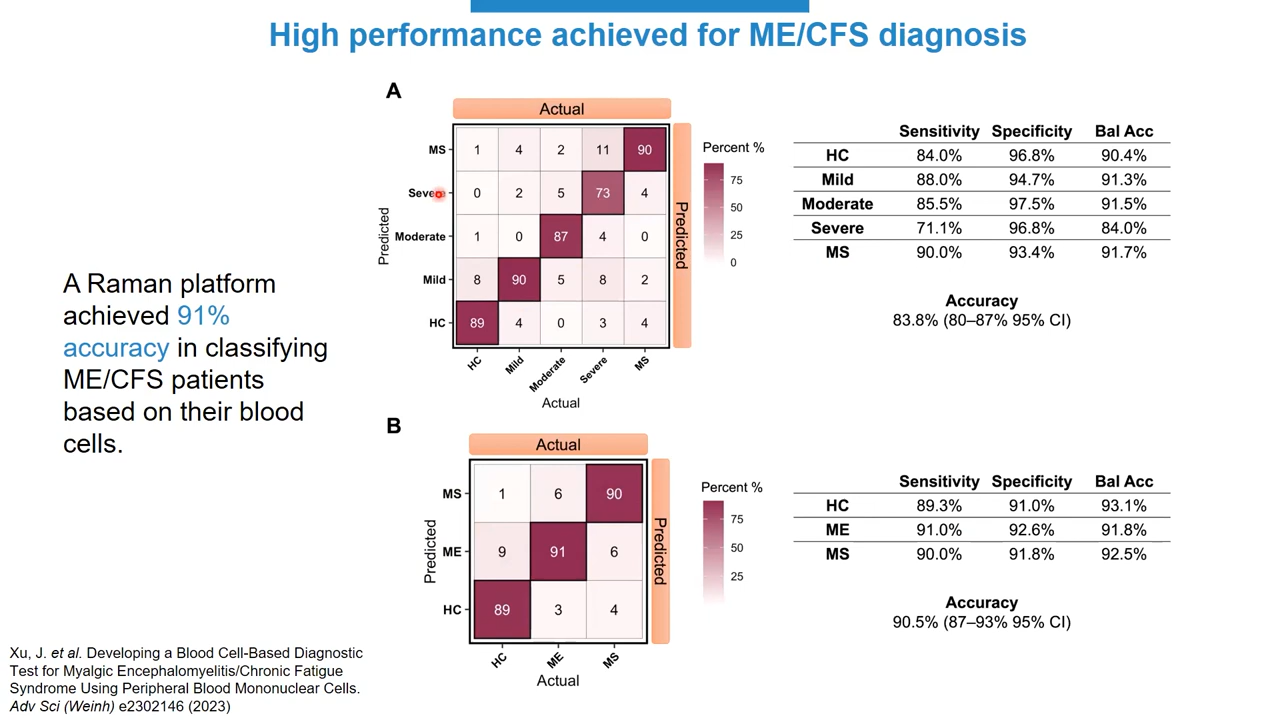 High performance achieved for ME/CFS diagnosis
A Raman platform
achieved 91%
accuracy in classifying
ME/CFS patients
based on their blood
cells.
A
Actual
MS 1 4 2 11 90
Severe 0 2 5 73 4
Moderate 1 0 87 4 0
Mild 8 90 5 8 2
HC 89 4 0 3 4
HC Mild Moderate Severe MS
Actual
Predicted
Predicted
Percent %
75
50
25
0
Sensitivity Specificity Bal Acc
HC 84.0% 96.8% 90.4%
Mild 88.0% 94.7% 91.3%
Moderate 85.5% 97.5% 91.5%
Severe 71.1% 96.8% 84.0%
MS 90.0% 93.4% 91.7%
Accuracy
83.8% (80–87% 95% CI)
B
Actual
MS 1 6 90
ME 9 91 6
HC 89 3 4
HC ME MS
Actual
Predicted
Predicted
Percent %
75
50
25
Sensitivity Specificity Bal Acc
HC 89.3% 91.0% 93.1%
ME 91.0% 92.6% 91.8%
MS 90.0% 91.8% 92.5%
Accuracy
90.5% (87–93% 95% CI)
Xu, J. et al. Developing a Blood Cell-Based Diagnostic
Test for Myalgic Encephalomyelitis/Chronic Fatigue
Syndrome Using Peripheral Blood Mononuclear Cells.
Adv Sci (Weinh) e2302146 (2023)